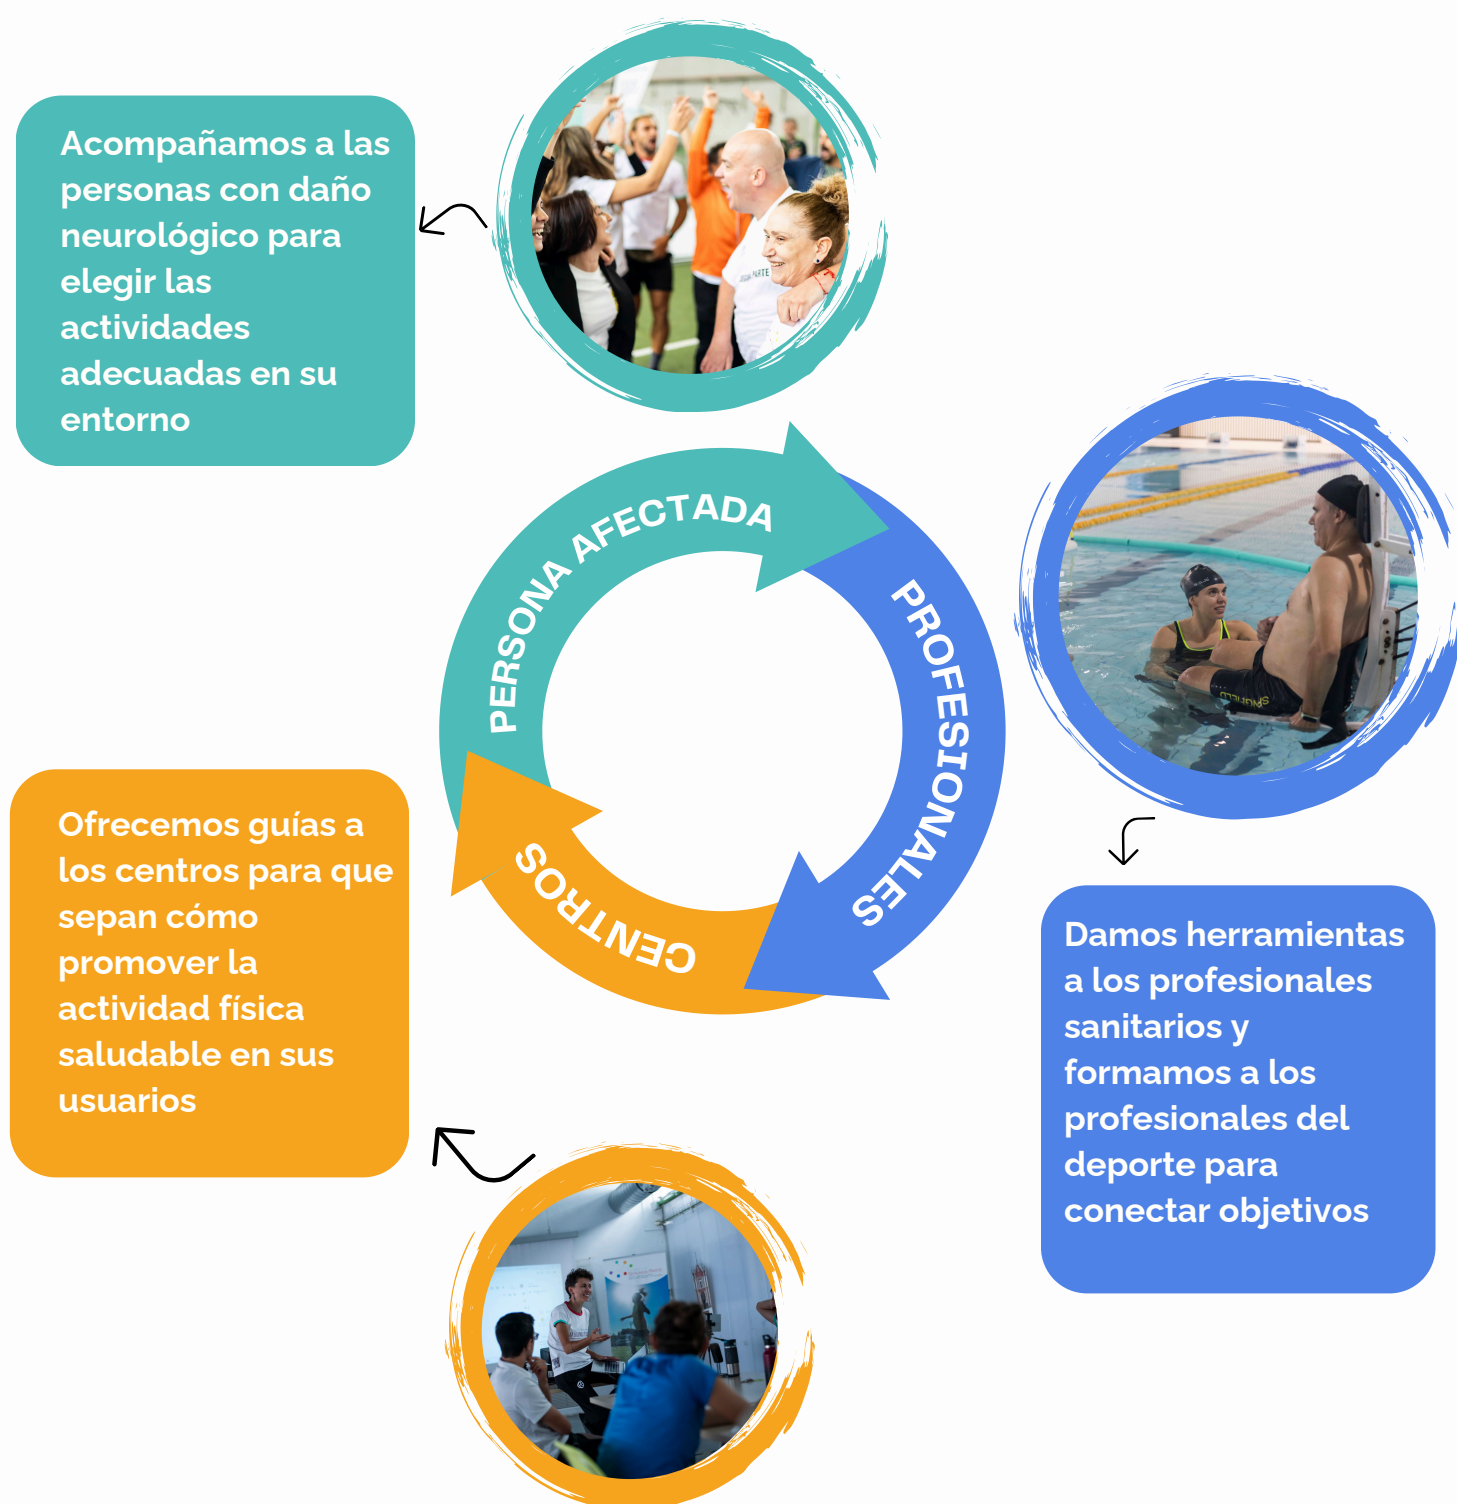 Acompañamos a las
personas con daño
neurológico para
elegir las
actividades
adecuadas en su
entorno
PERSONA AFECTADA
PROFESIONALES
CENTROS
Ofrecemos guías a
los centros para que
sepan cómo
promover la
actividad física
saludable en sus
usuarios
Damos herramientas
a los profesionales
sanitarios y
formamos a los
profesionales del
deporte para
conectar objetivos